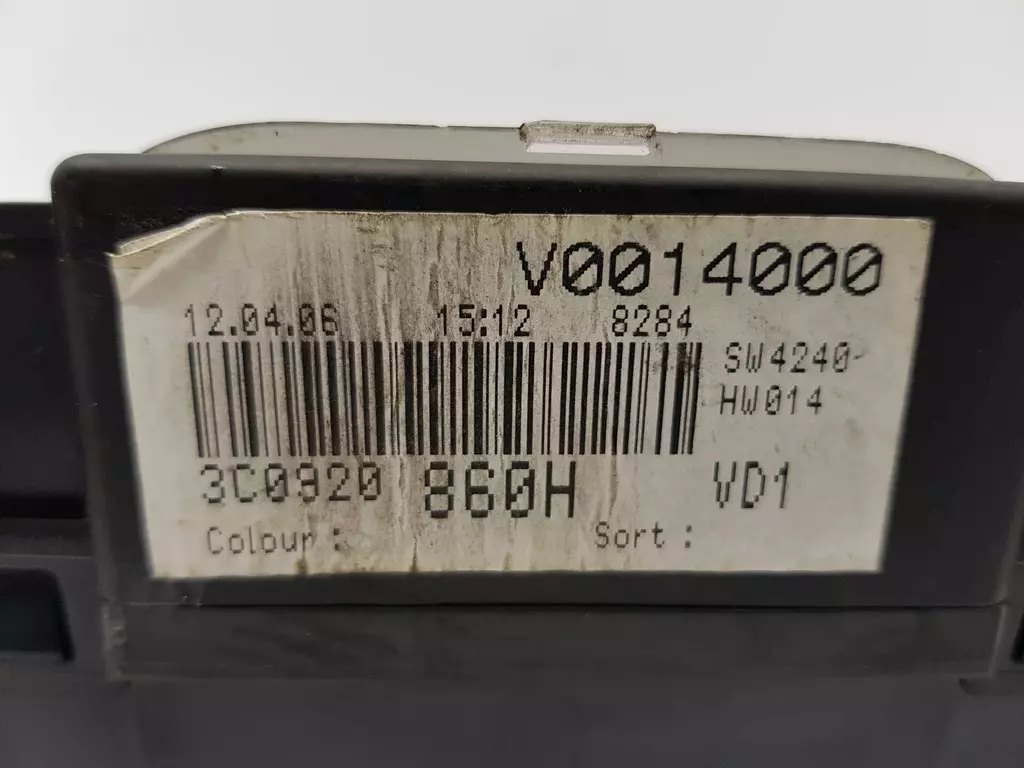 V0014000
12.04.06 15:12 8284
SW4240-
HW014
3C0920 860H VD1
Colour : Sort :